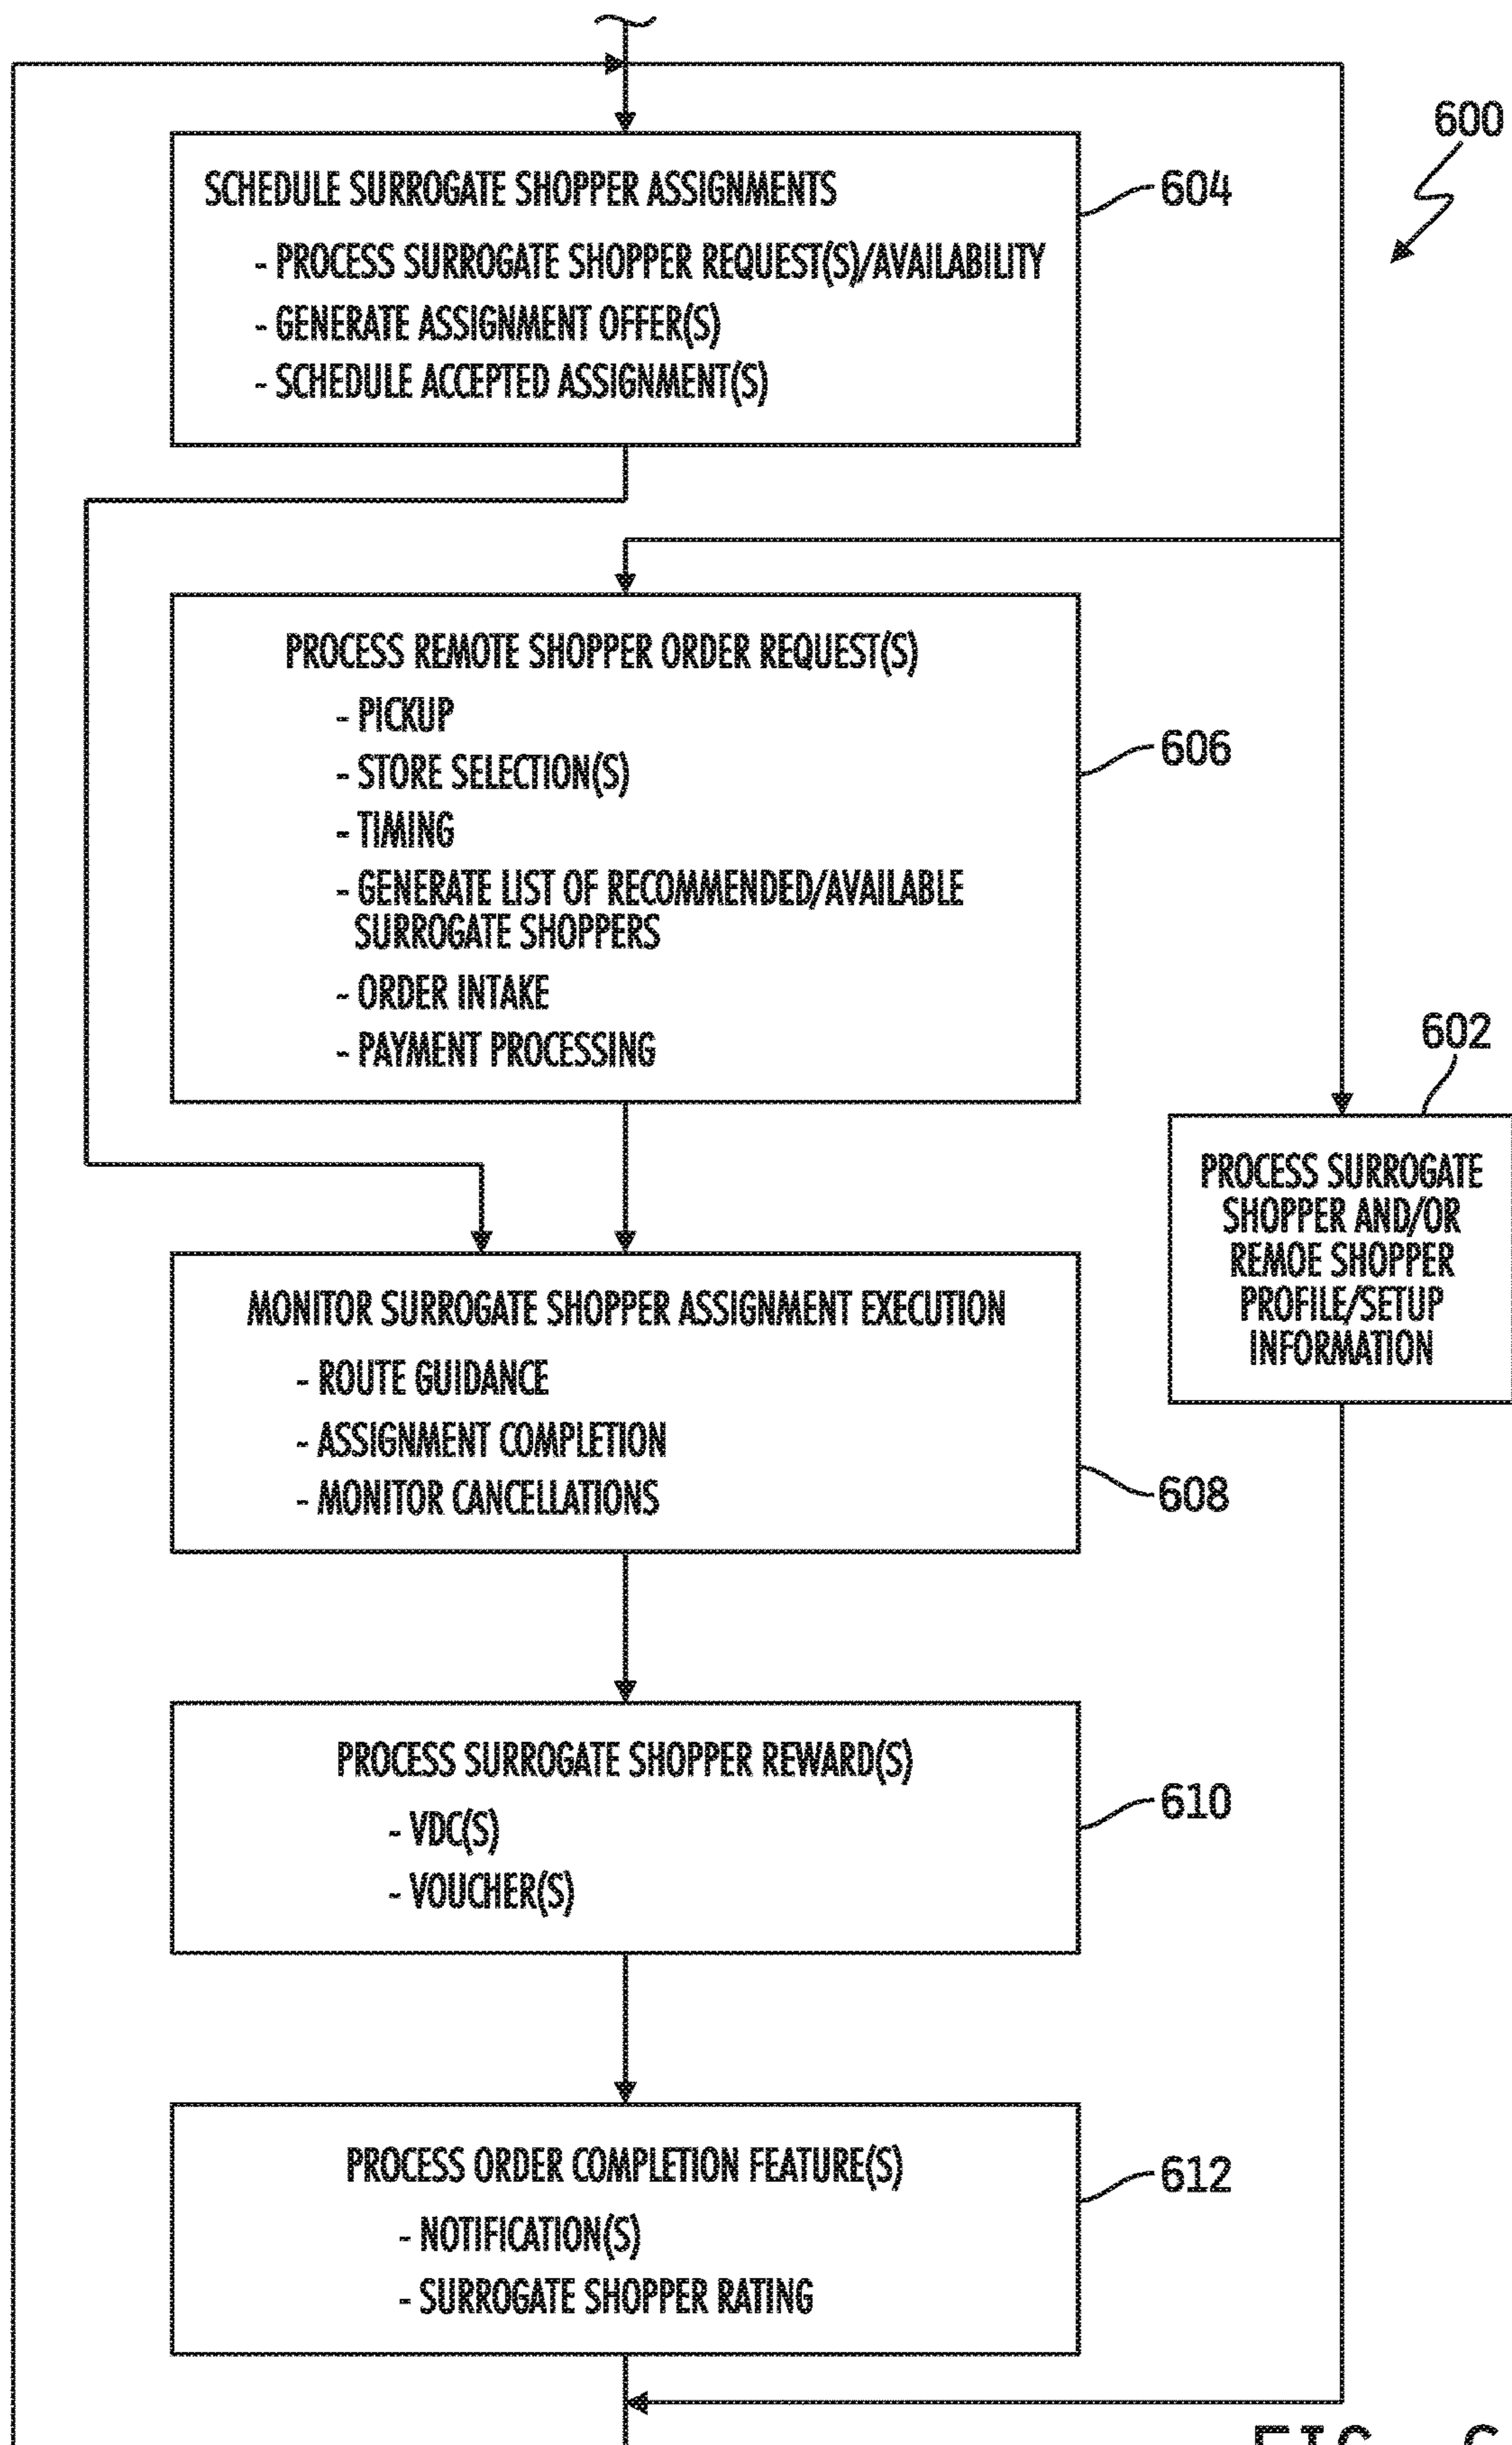 600
SCHEDULE SURROGATE SHOPPER ASSIGNMENTS
- PROCESS SURROGATE SHOPPER REQUEST(S)/AVAILABILITY
- GENERATE ASSIGNMENT OFFER(S)
- SCHEDULE ACCEPTED ASSIGNMENT(S)
604
PROCESS REMOTE SHOPPER ORDER REQUEST(S)
- PICKUP
- STORE SELECTION(S)
- TIMING
- GENERATE LIST OF RECOMMENDED/AVAILABLE
SURROGATE SHOPPERS
- ORDER INTAKE
- PAYMENT PROCESSING
606
602
PROCESS SURROGATE
SHOPPER AND/OR
REMOE SHOPPER
PROFILE/SETUP
INFORMATION
MONITOR SURROGATE SHOPPER ASSIGNMENT EXECUTION
- ROUTE GUIDANCE
- ASSIGNMENT COMPLETION
- MONITOR CANCELLATIONS
608
PROCESS SURROGATE SHOPPER REWARD(S)
- VDC(S)
- VOUCHER(S)
610
PROCESS ORDER COMPLETION FEATURE(S)
- NOTIFICATION(S)
- SURROGATE SHOPPER RATING
612